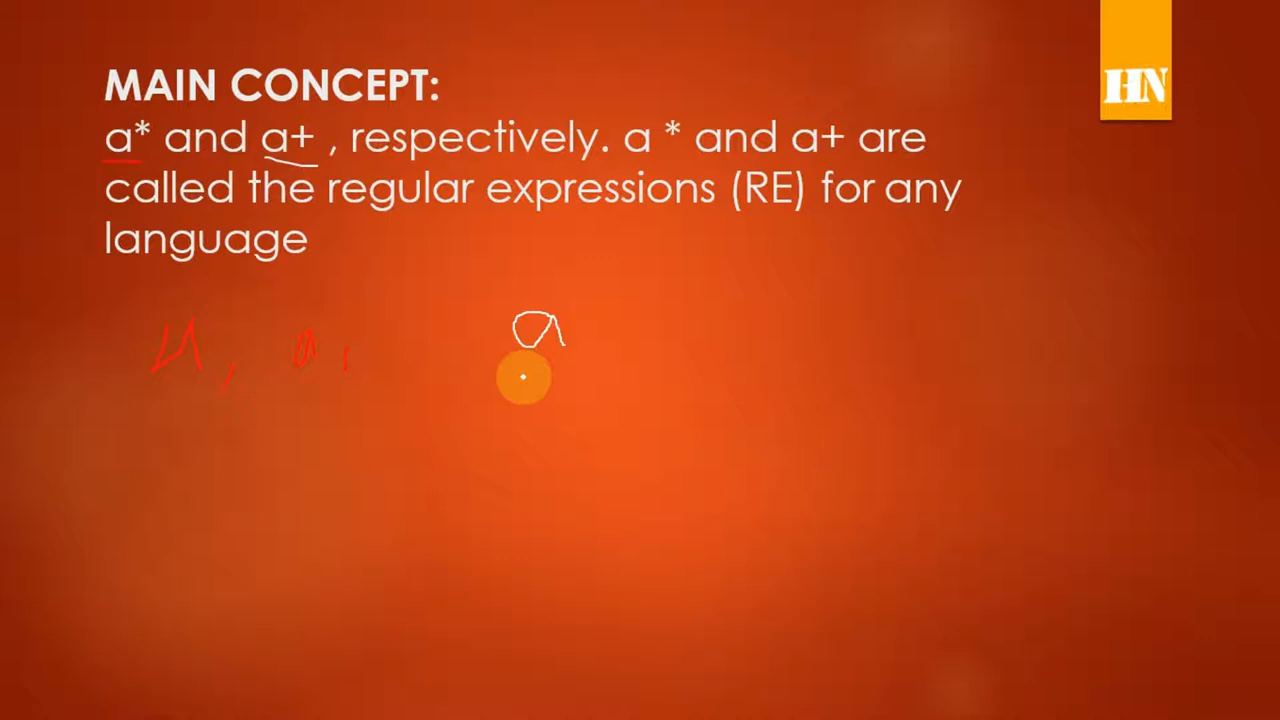 HN
MAIN CONCEPT:
a* and a+ , respectively. a * and a+ are
called the regular expressions (RE) for any
language
, a ,
a